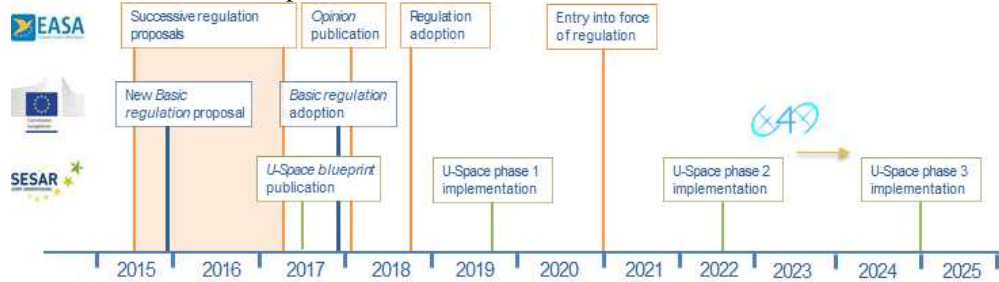 EASA
Successive regulation
proposals
Opinion
publication
Regulation
adoption
Entry into force
of regulation
New Basic
regulation proposal
Basic regulation
adoption
SESAR
U-Space blueprint
publication
U-Space phase 1
implementation
U-Space phase 2
implementation
U-Space phase 3
implementation
2015 2016 2017 2018 2019 2020 2021 2022 2023 2024 2025